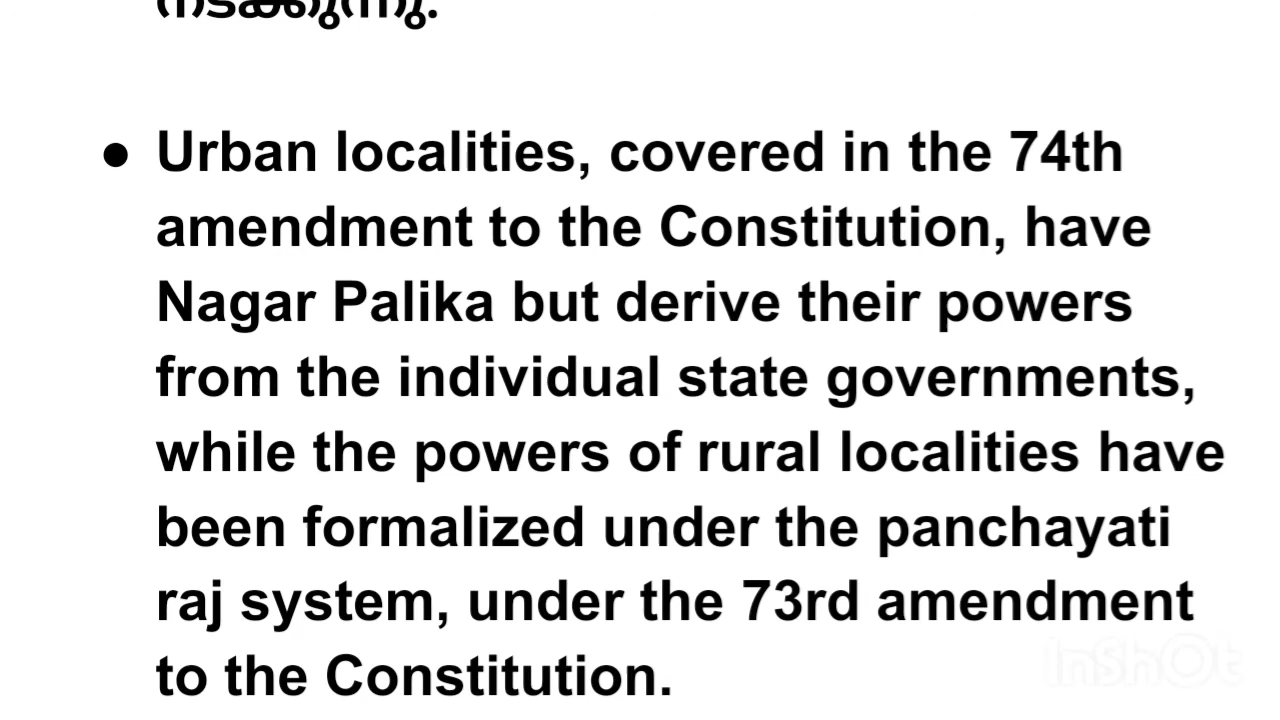 നടക്കുന്നു.
● Urban localities, covered in the 74th
amendment to the Constitution, have
Nagar Palika but derive their powers
from the individual state governments,
while the powers of rural localities have
been formalized under the panchayati
raj system, under the 73rd amendment
to the Constitution.
InShOt